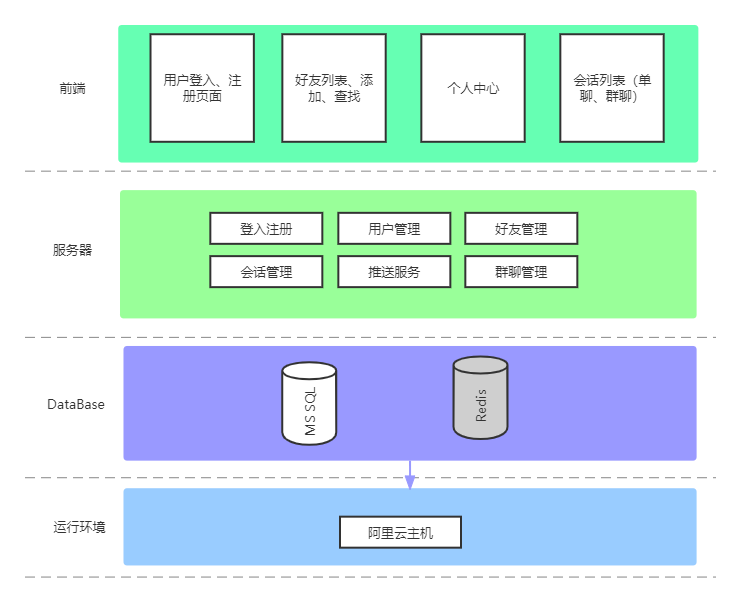 前端
用户登入、注
册页面
好友列表、添
加、查找
个人中心
会话列表（单
聊、群聊）
服务器
登入注册
用户管理
好友管理
会话管理
推送服务
群聊管理
DataBase
MS SQL
Redis
运行环境
阿里云主机